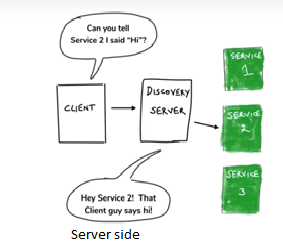 Can you tell
Service 2 I said "Hi"?
CLIENT
DISCOVERY
SERVER
SERVICE
1
SERVICE
2
SERVICE
3
Hey Service 2! That
Client guy says hi!
Server side